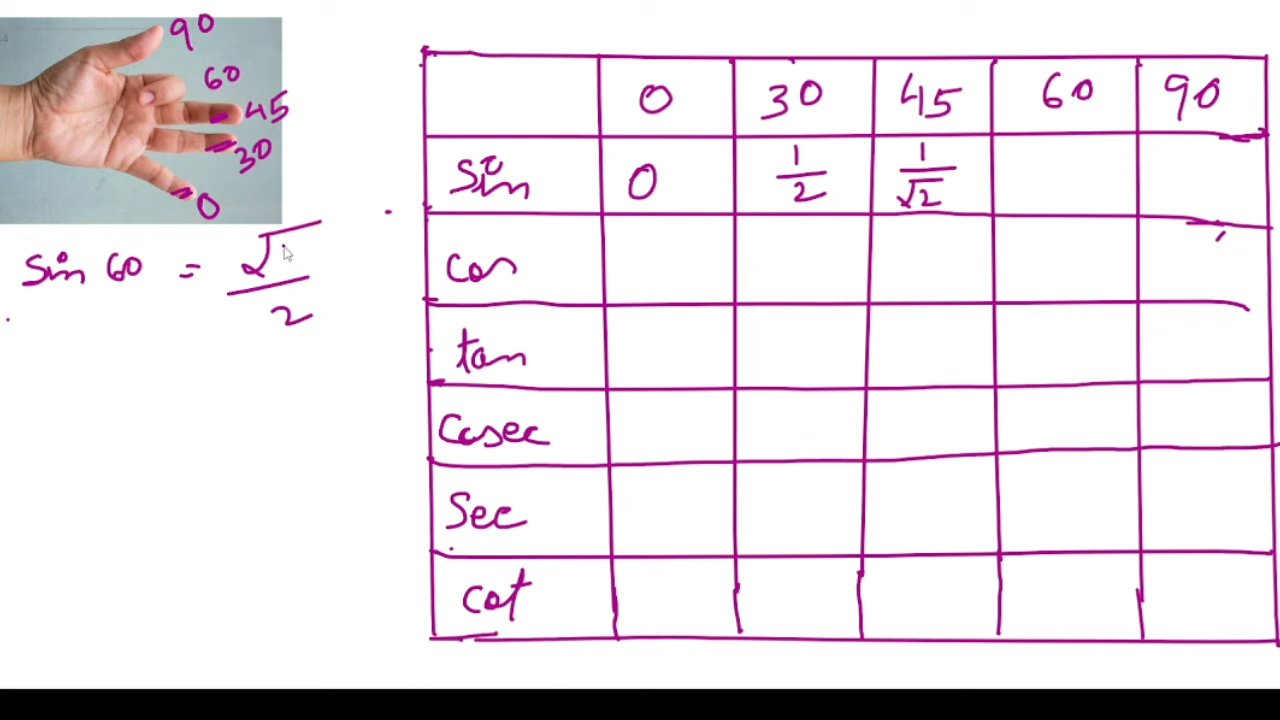 90
60
45
30
0
sin 60 = √ / 2
0 30 45 60 90
Sin 0 1/2 1/√2
Cos
tan
Cosec
Sec
Cot